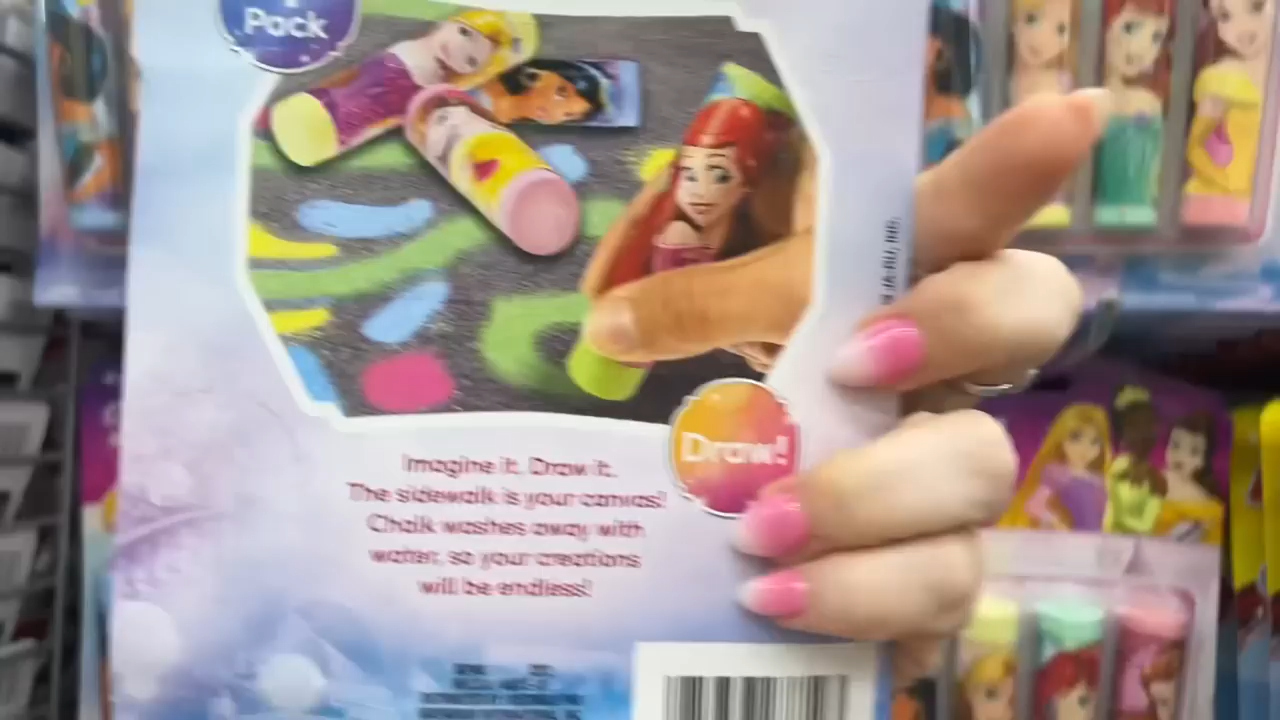 Pack
Draw!
Imagine it. Draw it.
The sidewalk is your canvas!
Chalk washes away with
water, so your creations
will be endless!